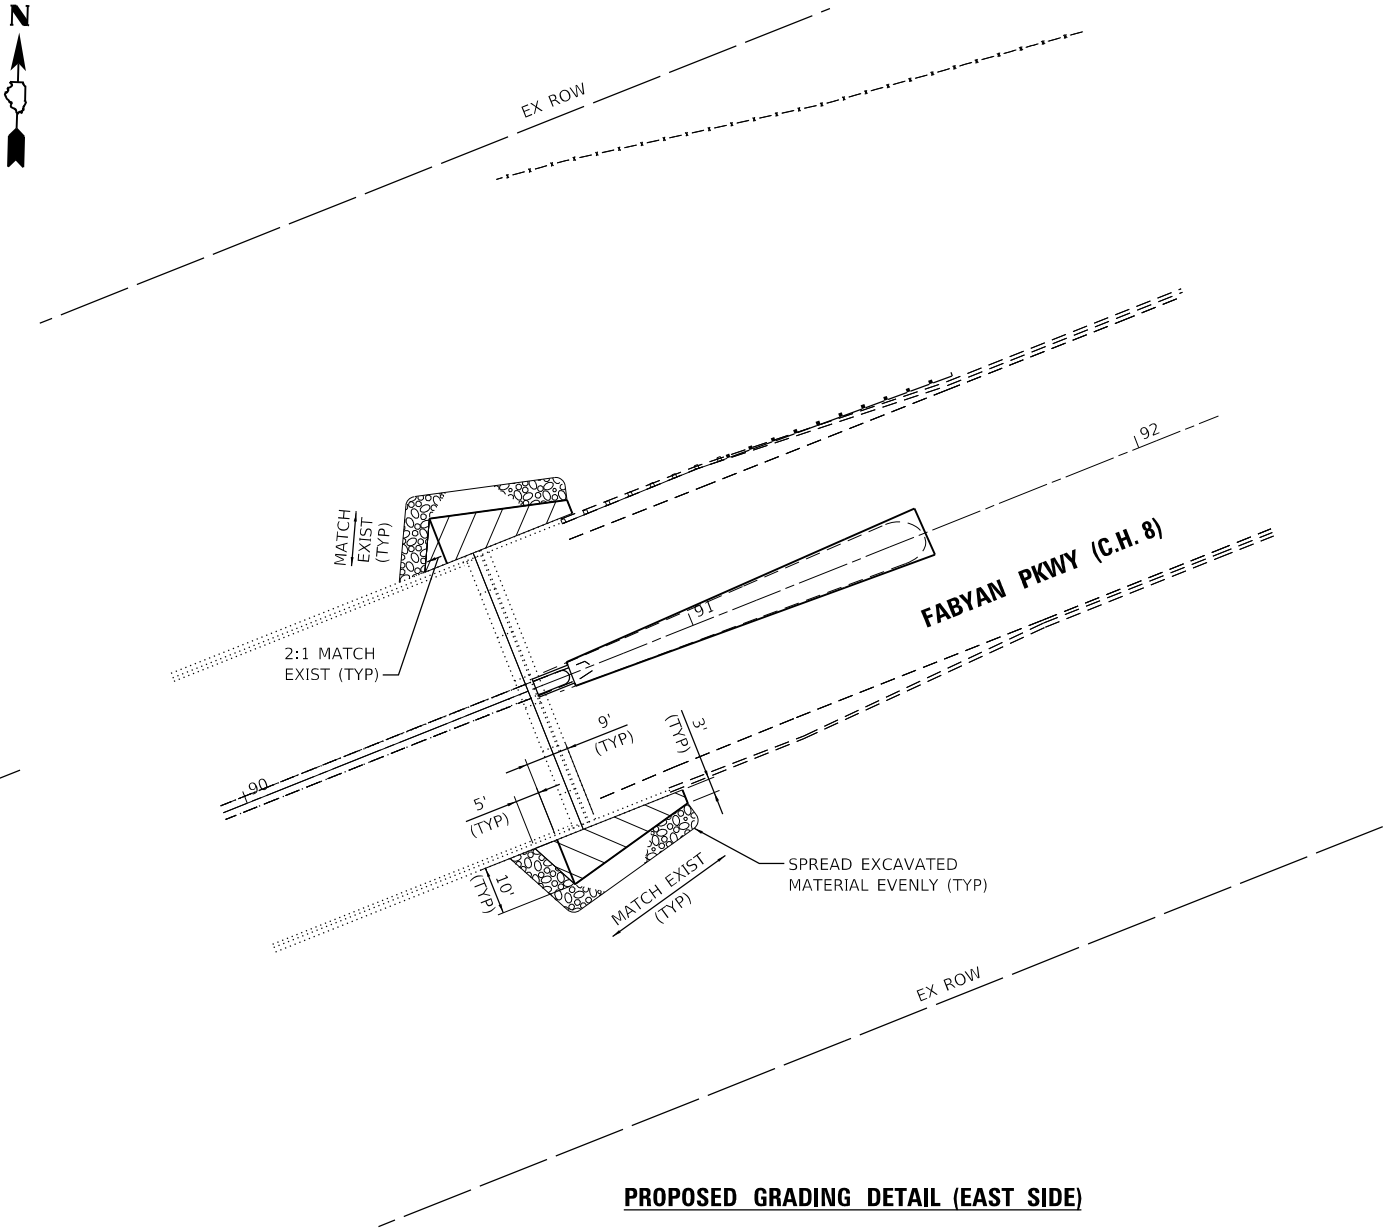 N
EX ROW
92
FABYAN PKWY (C.H. 8)
91
MATCH
EXIST
(TYP)
2:1 MATCH
EXIST (TYP)
9'
(TYP)
3'
(TYP)
90
5'
(TYP)
10'
(TYP)
MATCH EXIST
(TYP)
SPREAD EXCAVATED
MATERIAL EVENLY (TYP)
EX ROW
PROPOSED GRADING DETAIL (EAST SIDE)